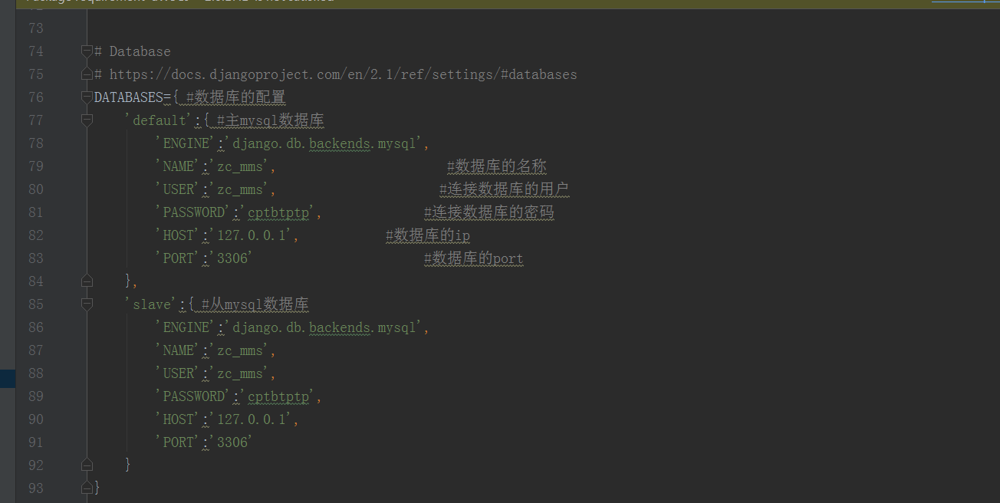 73
74 # Database
75 # https://docs.djangoproject.com/en/2.1/ref/settings/#databases
76 DATABASES={ #数据库的配置
77 'default':{ #主mysql数据库
78 'ENGINE':'django.db.backends.mysql',
79 'NAME':'zc_mms', #数据库的名称
80 'USER':'zc_mms', #连接数据库的用户
81 'PASSWORD':'cptbtptp', #连接数据库的密码
82 'HOST':'127.0.0.1', #数据库的ip
83 'PORT':'3306' #数据库的port
84 },
85 'slave':{ #从mysql数据库
86 'ENGINE':'django.db.backends.mysql',
87 'NAME':'zc_mms',
88 'USER':'zc_mms',
89 'PASSWORD':'cptbtptp',
90 'HOST':'127.0.0.1',
91 'PORT':'3306'
92 }
93 }